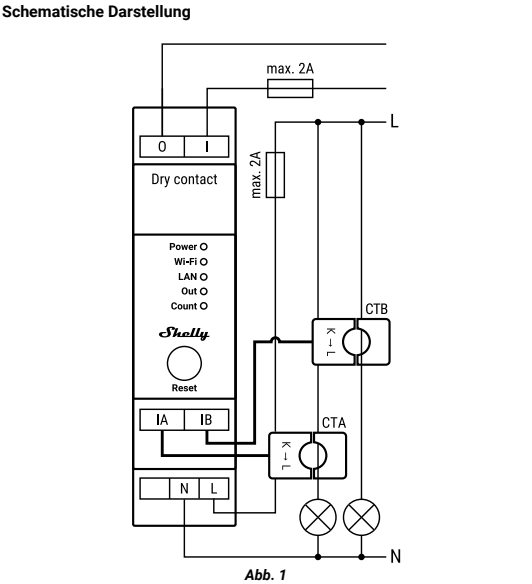 Schematische Darstellung
max. 2A
L
O I
max. 2A
Dry contact
Power
Wi-Fi
LAN
Out
Count
Shelly
Reset
CTB
K → L
IA IB
CTA
K → L
N L
N
Abb. 1